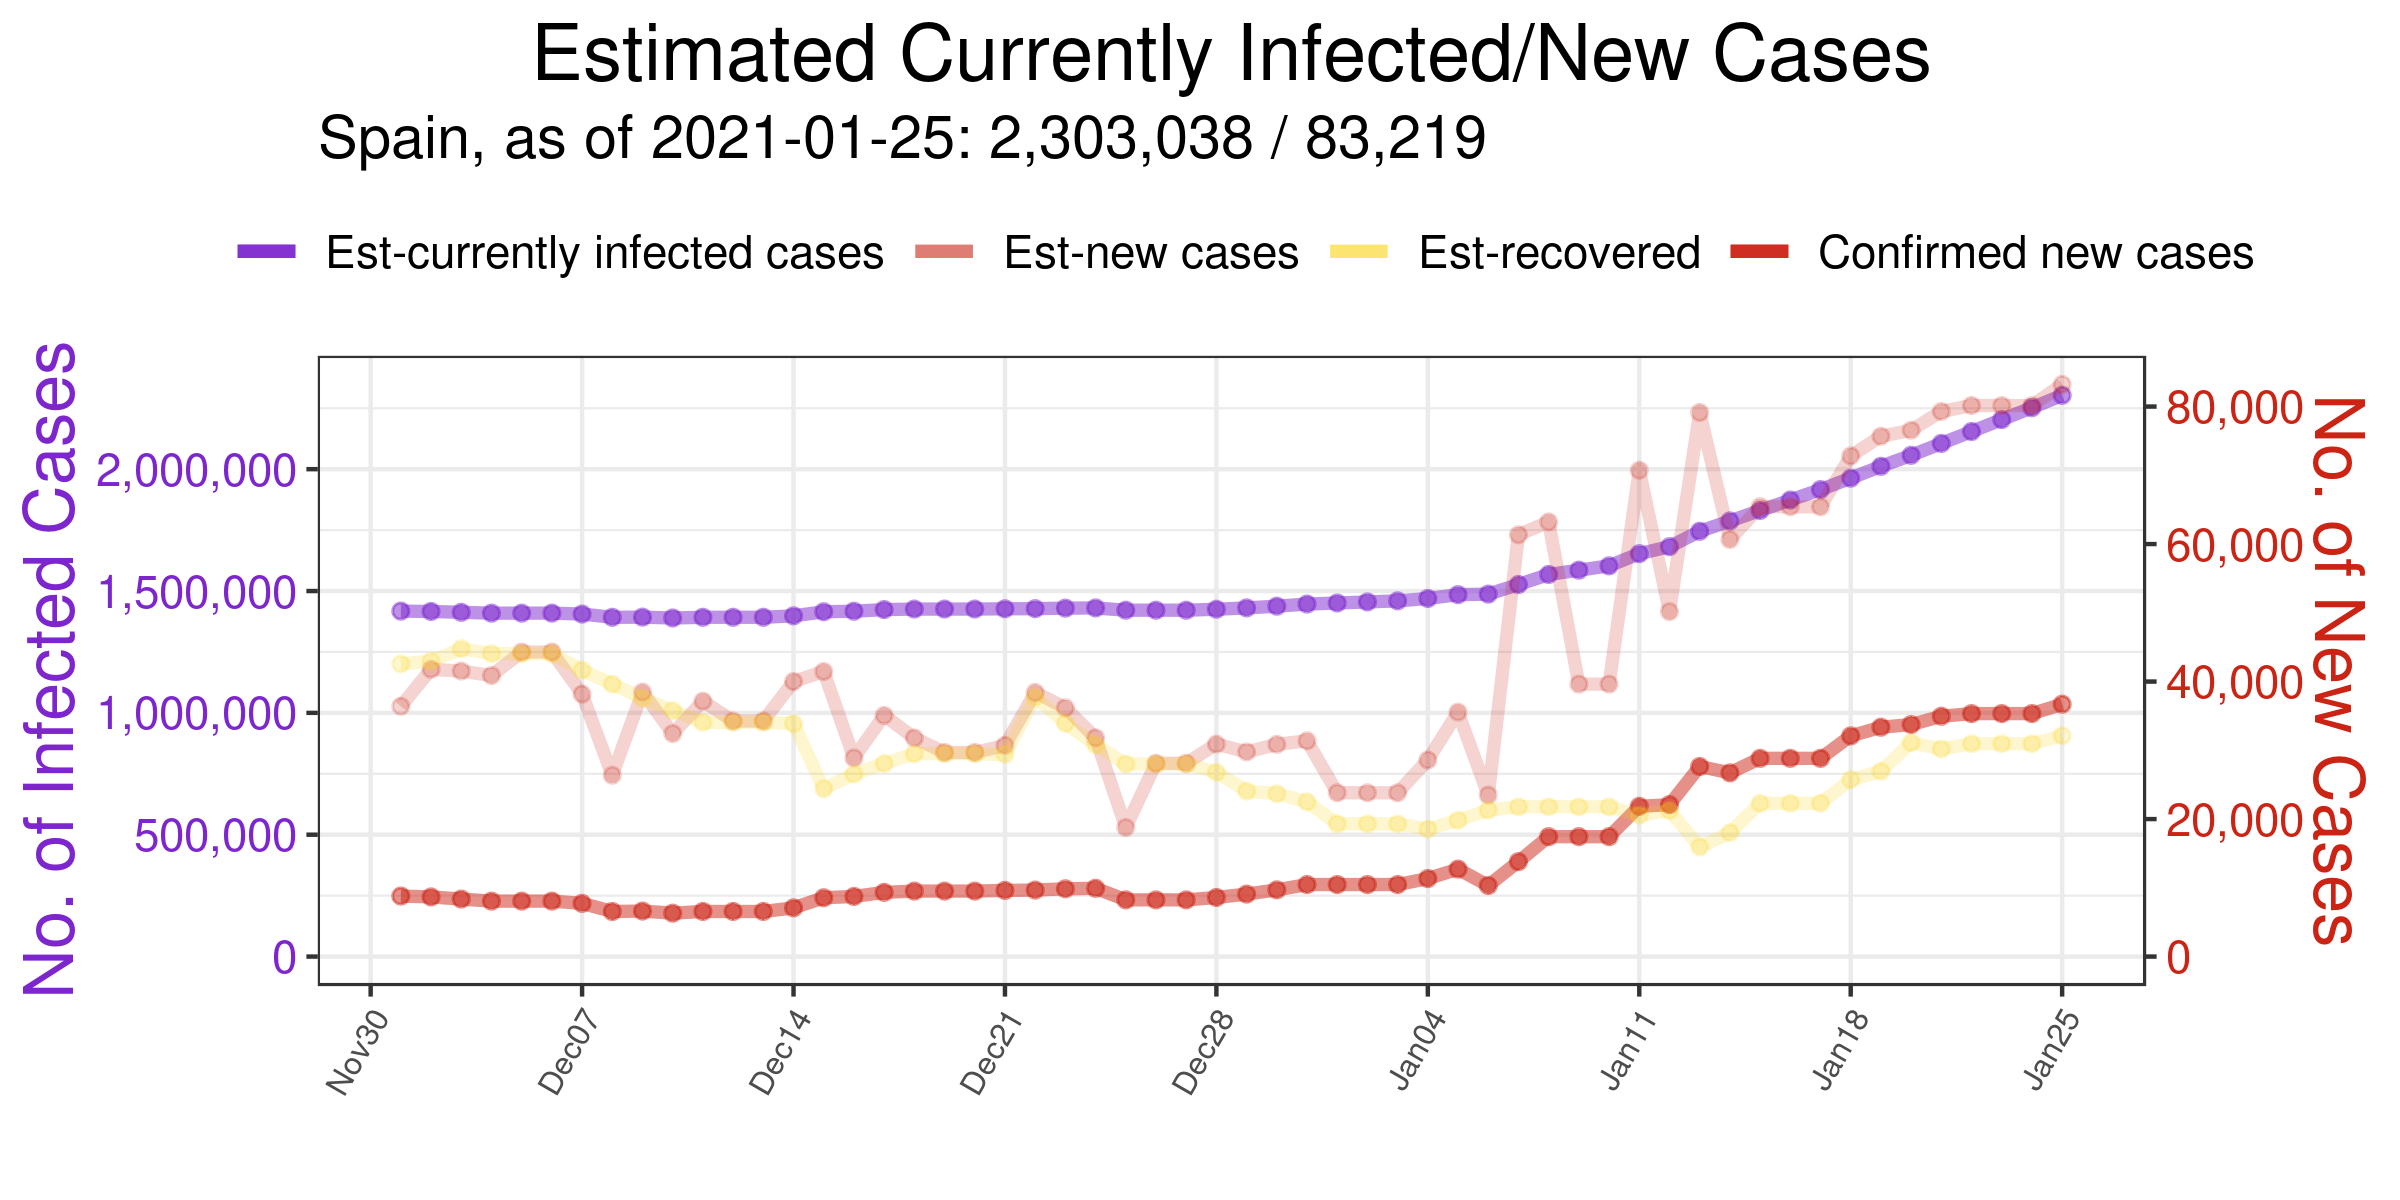 Estimated Currently Infected/New Cases
Spain, as of 2021-01-25: 2,303,038 / 83,219
Est-currently infected cases Est-new cases Est-recovered Confirmed new cases
No. of Infected Cases
2,000,000
1,500,000
1,000,000
500,000
0
80,000
60,000
40,000
20,000
0
No. of New Cases
Nov30 Dec07 Dec14 Dec21 Dec28 Jan04 Jan11 Jan18 Jan25